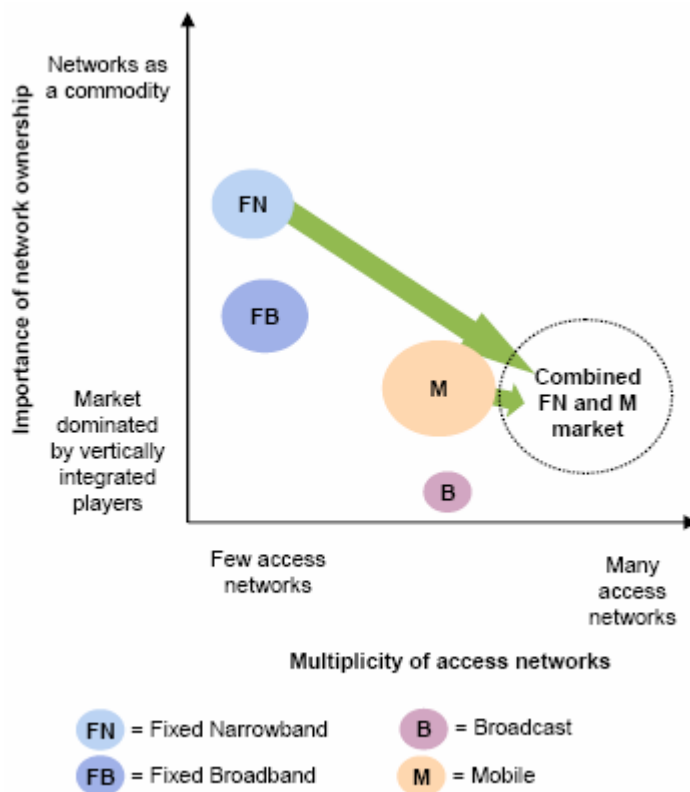 Networks as
a commodity
Importance of network ownership
FN
FB
Market
dominated
by vertically
integrated
players
M
Combined
FN and M
market
B
Few access
networks
Many
access
networks
Multiplicity of access networks
FN = Fixed Narrowband
B = Broadcast
FB = Fixed Broadband
M = Mobile